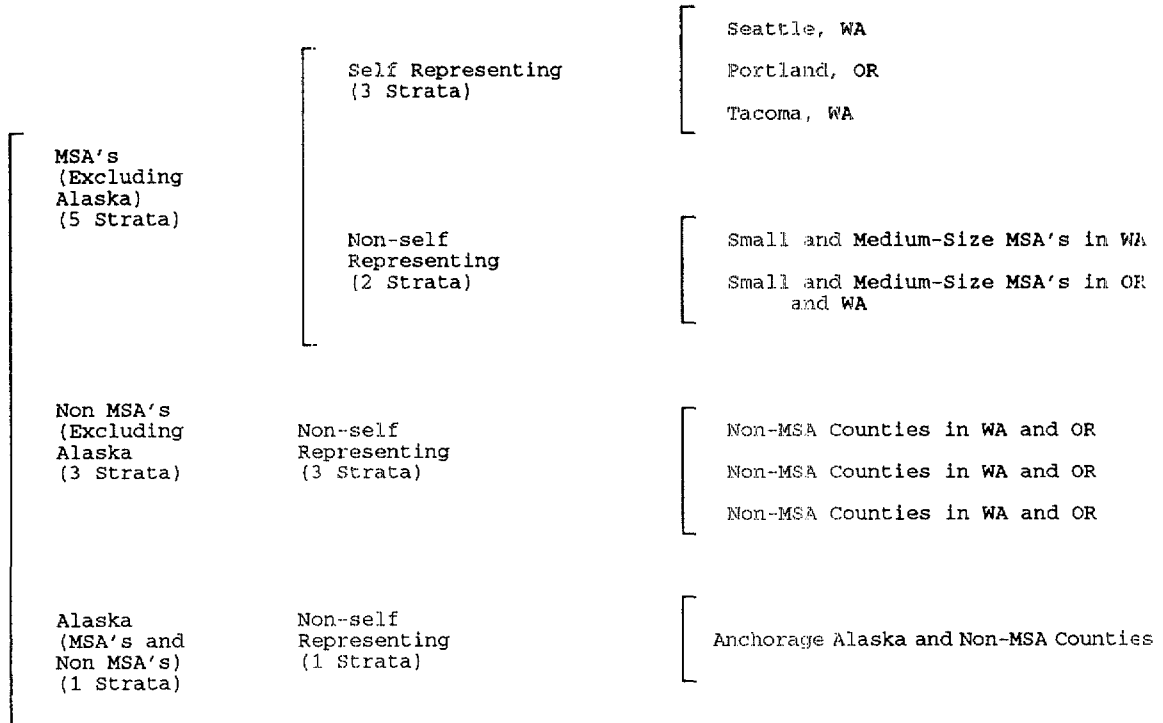 MSA's
(Excluding
Alaska)
(5 Strata)
Self Representing
(3 Strata)
Seattle, WA
Portland, OR
Tacoma, WA
Non-self
Representing
(2 Strata)
Small and Medium-Size MSA's in WA
Small and Medium-Size MSA's in OR
and WA
Non MSA's
(Excluding
Alaska
(3 Strata)
Non-self
Representing
(3 Strata)
Non-MSA Counties in WA and OR
Non-MSA Counties in WA and OR
Non-MSA Counties in WA and OR
Alaska
(MSA's and
Non MSA's)
(1 Strata)
Non-self
Representing
(1 Strata)
Anchorage Alaska and Non-MSA Counties